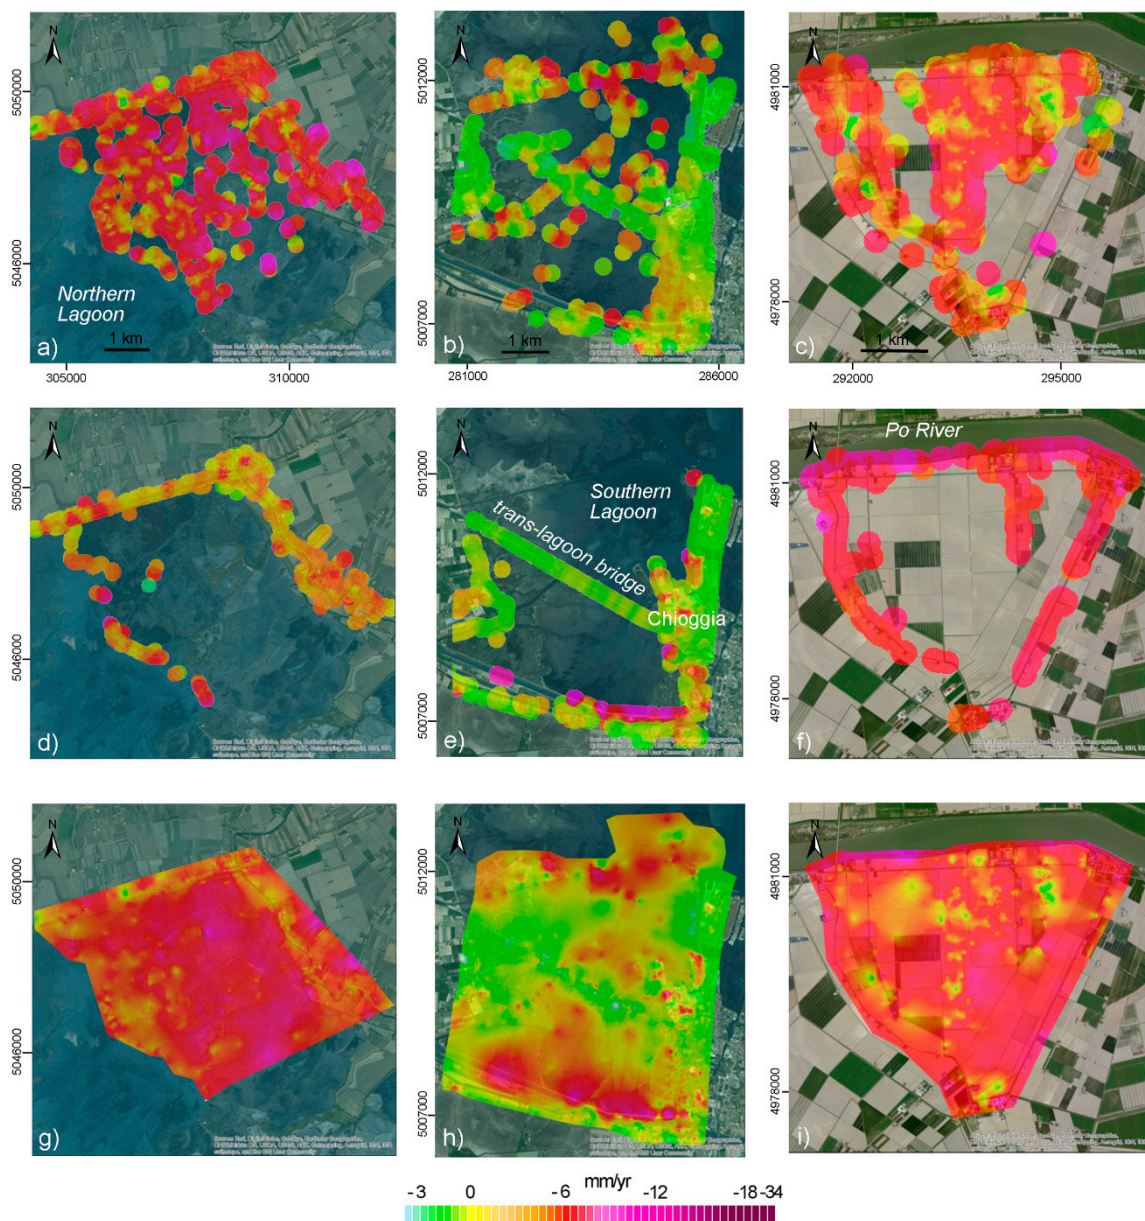 N
N
N
5050000
5012000
4981000
5046000
Northern
Lagoon
5007000
4978000
a)
1 km
b)
1 km
c)
1 km
305000
310000
281000
286000
292000
295000
N
N
N
Po River
5050000
5012000
Southern
Lagoon
4981000
trans-lagoon bridge
Chioggia
5046000
5007000
4978000
d)
e)
f)
N
N
N
5050000
5012000
4981000
5046000
5007000
4978000
g)
h)
i)
mm/yr
-3
0
-6
-12
-18
-34